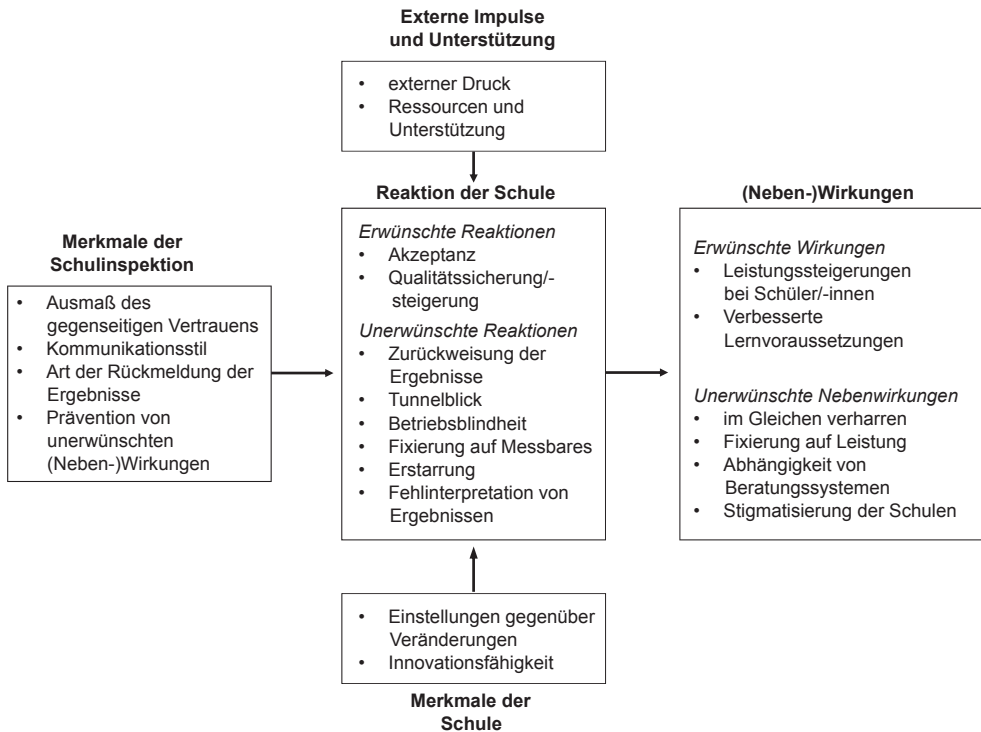 Externe Impulse
und Unterstützung
• externer Druck
• Ressourcen und
Unterstützung
Merkmale der
Schulinspektion
• Ausmaß des
gegenseitigen Vertrauens
• Kommunikationsstil
• Art der Rückmeldung der
Ergebnisse
• Prävention von
unerwünschten
(Neben-)Wirkungen
Reaktion der Schule
Erwünschte Reaktionen
• Akzeptanz
• Qualitätssicherung/-
steigerung
Unerwünschte Reaktionen
• Zurückweisung der
Ergebnisse
• Tunnelblick
• Betriebsblindheit
• Fixierung auf Messbares
• Erstarrung
• Fehlinterpretation von
Ergebnissen
(Neben-)Wirkungen
Erwünschte Wirkungen
• Leistungssteigerungen
bei Schüler/-innen
• Verbesserte
Lernvoraussetzungen
Unerwünschte Nebenwirkungen
• im Gleichen verharren
• Fixierung auf Leistung
• Abhängigkeit von
Beratungssystemen
• Stigmatisierung der Schulen
• Einstellungen gegenüber
Veränderungen
• Innovationsfähigkeit
Merkmale der
Schule